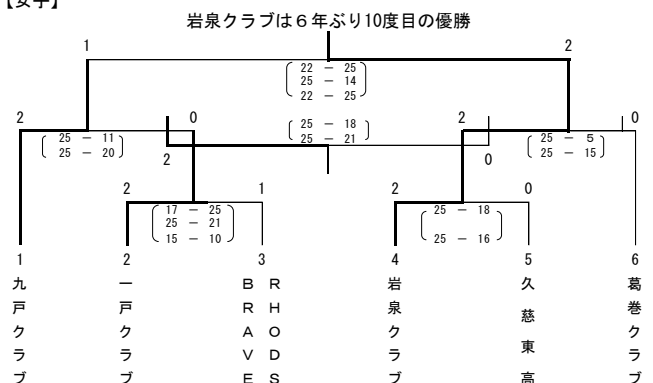 【女子】
岩泉クラブは６年ぶり10度目の優勝
1 2
22 － 25
25 － 14
22 － 25
2 0 2 0
25 － 11
25 － 20
25 － 18
25 － 21
25 － 5
25 － 15
2 0
2 1 2 0
17 － 25
25 － 21
15 － 10
25 － 18
25 － 16
1 2 3 4 5 6
九戸クラブ
一戸クラブ
ＢＲＡＶＥ
ＲＨＯＤＳ
岩泉クラブ
久慈東高
葛巻クラブ